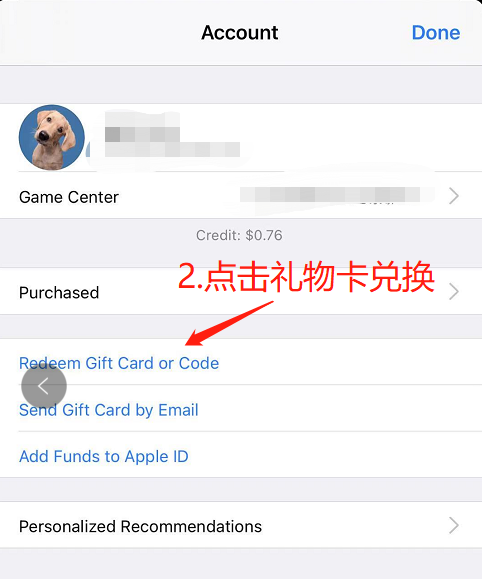 Account
Done
Game Center
Credit: $0.76
2.点击礼物卡兑换
Purchased
Redeem Gift Card or Code
Send Gift Card by Email
Add Funds to Apple ID
Personalized Recommendations